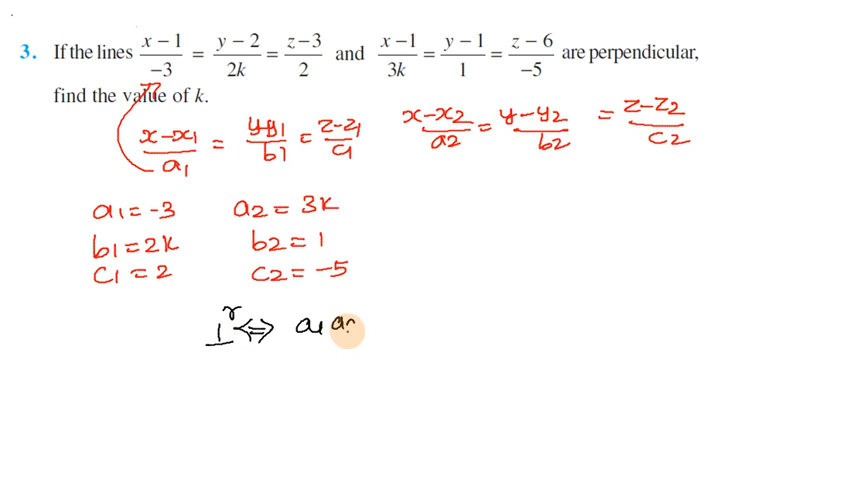 3. If the lines (x – 1)/–3 = (y – 2)/2k = (z – 3)/2 and (x – 1)/3k = (y – 1)/1 = (z – 6)/–5 are perpendicular,
find the value of k.
(x – x1)/a1 = (y – y1)/b1 = (z – z1)/c1 (x – x2)/a2 = (y – y2)/b2 = (z – z2)/c2
a1 = –3 a2 = 3k
b1 = 2k b2 = 1
c1 = 2 c2 = –5
⊥r ⇔ a1 a